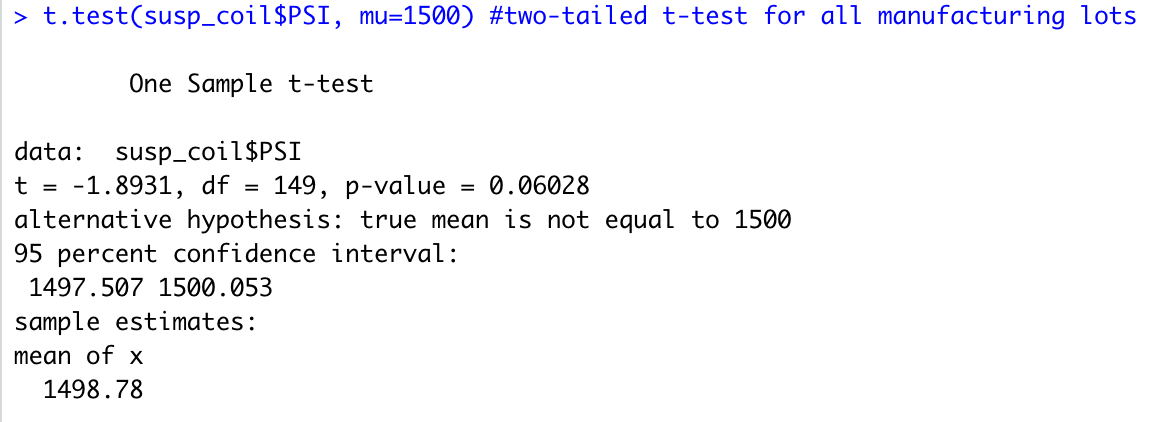 > t.test(susp_coil$PSI, mu=1500) #two-tailed t-test for all manufacturing lots
One Sample t-test
data:  susp_coil$PSI
t = -1.8931, df = 149, p-value = 0.06028
alternative hypothesis: true mean is not equal to 1500
95 percent confidence interval:
1497.507 1500.053
sample estimates:
mean of x
1498.78